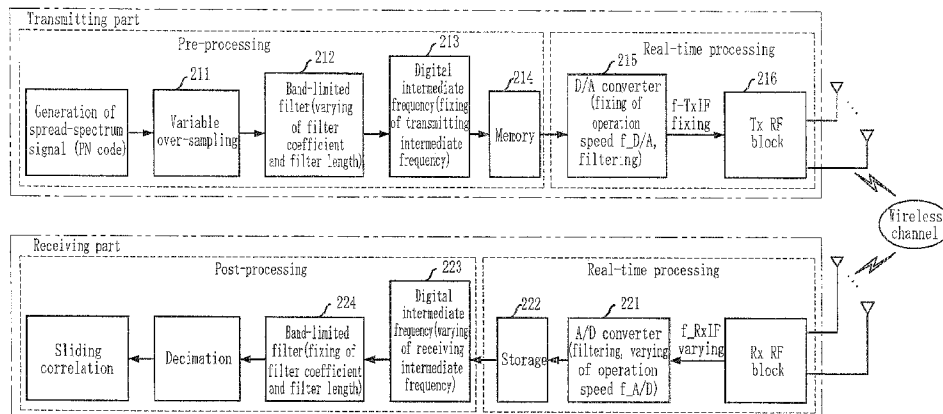 Transmitting part
Pre-processing
Real-time processing
Generation of
spread-spectrum
signal (PN code)
211
Variable
over-sampling
212
Band-limited
filter(varying
of filter
coefficient
and filter length)
213
Digital
intermediate
frequency(fixing
of transmitting
intermediate
frequency)
214
Memory
215
D/A converter
(fixing of
operation
speed f_D/A,
filtering)
f-TxIF
fixing
216
Tx RF
block
Wireless
channel
Receiving part
Post-processing
Real-time processing
Sliding
correlation
Decimation
224
Band-limited
filter(fixing of
filter coefficient
and filter length)
223
Digital
intermediate
frequency(varying
of receiving
intermediate
frequency)
222
Storage
221
A/D converter
(filtering, varying
of operation
speed f_A/D)
f_RxIF
varying
Rx RF
block